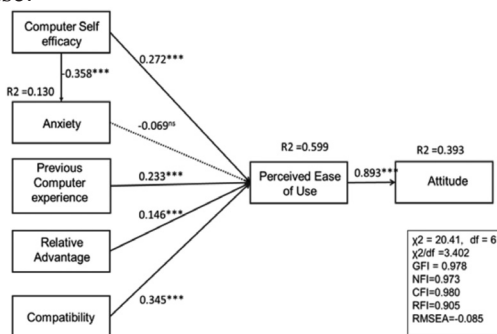 Computer Self
efficacy
0.272***
-0.358***
R2 =0.130
Anxiety
-0.069ns
R2 =0.599
R2 =0.393
Previous
Computer
experience
0.233***
Perceived Ease
of Use
0.893***
Attitude
0.146***
Relative
Advantage
0.345***
Compatibility
χ2 = 20.41, df = 6
χ2/df =3.402
GFI = 0.978
NFI=0.973
CFI=0.980
RFI=0.905
RMSEA=-0.085